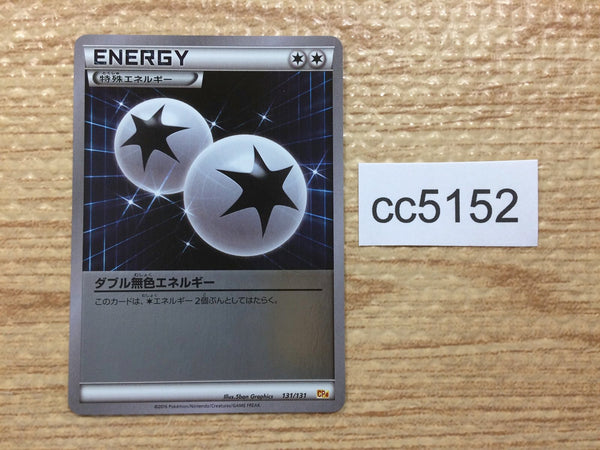 ENERGY
特殊エネルギー
ダブル無色エネルギー
このカードは、エネルギー2個ぶんとしてはたらく。
Illus. 5ban Graphics 131/131 CP4
©2016 Pokémon/Nintendo/Creatures/GAME FREAK
cc5152